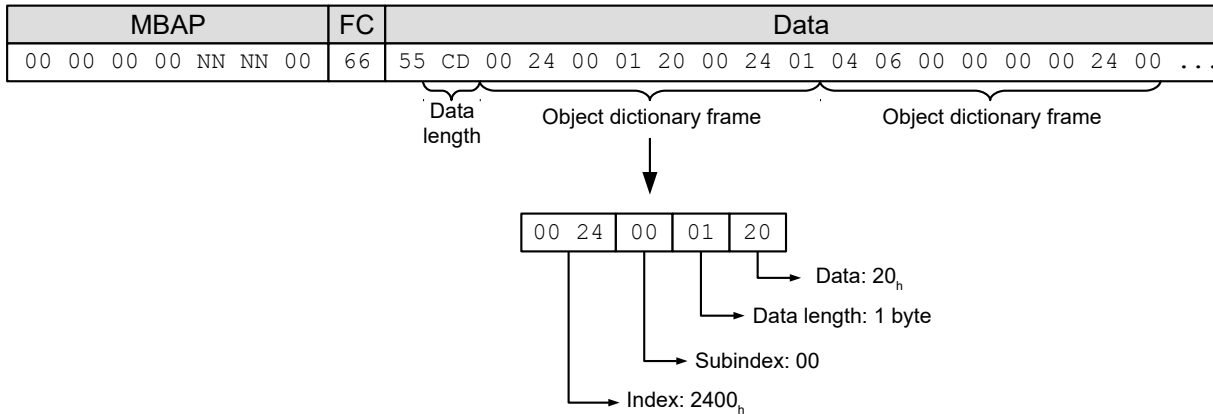 MBAP FC Data
00 00 00 00 NN NN 00 66 55 CD 00 24 00 01 20 00 24 01 04 06 00 00 00 00 24 00 ...
Data length
Object dictionary frame Object dictionary frame
00 24 00 01 20
Data: 20h
Data length: 1 byte
Subindex: 00
Index: 2400h